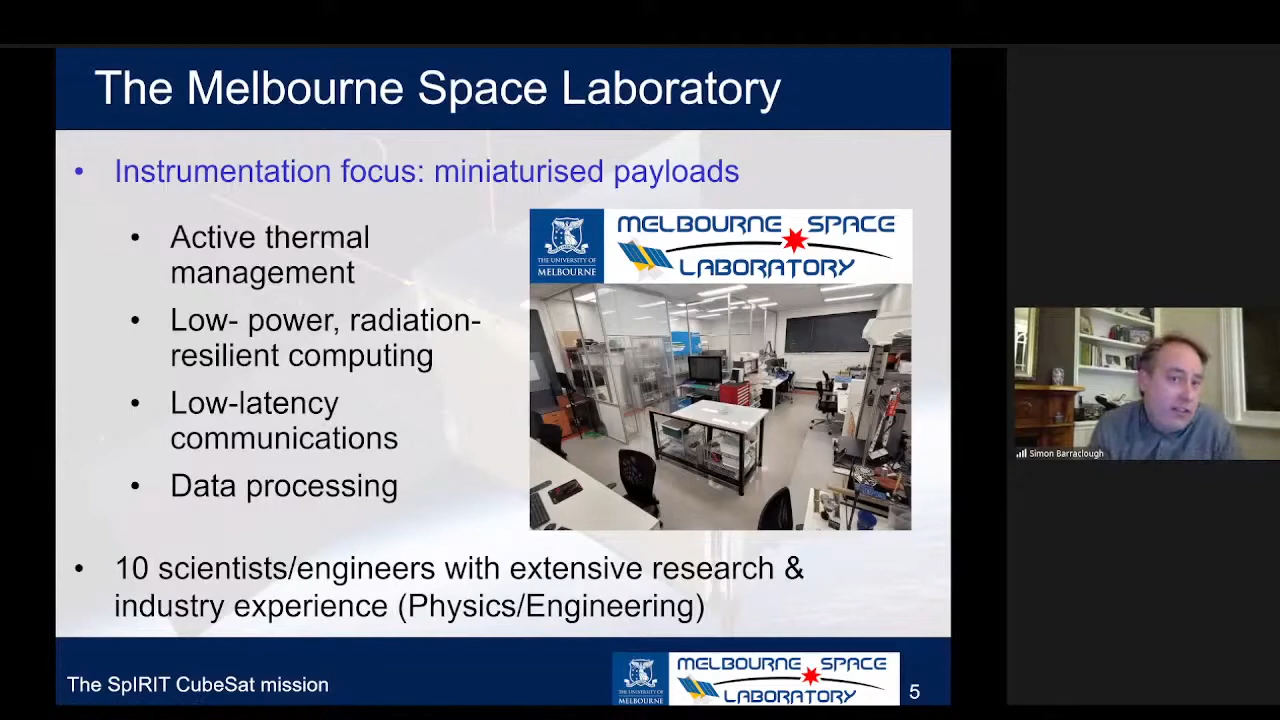 The Melbourne Space Laboratory
• Instrumentation focus: miniaturised payloads
• Active thermal
management
• Low- power, radiation-
resilient computing
• Low-latency
communications
• Data processing
THE UNIVERSITY OF
MELBOURNE
MELBOURNE SPACE
LABORATORY
• 10 scientists/engineers with extensive research &
industry experience (Physics/Engineering)
The SpIRIT CubeSat mission
THE UNIVERSITY OF
MELBOURNE
MELBOURNE SPACE
LABORATORY
5
Simon Barraclough